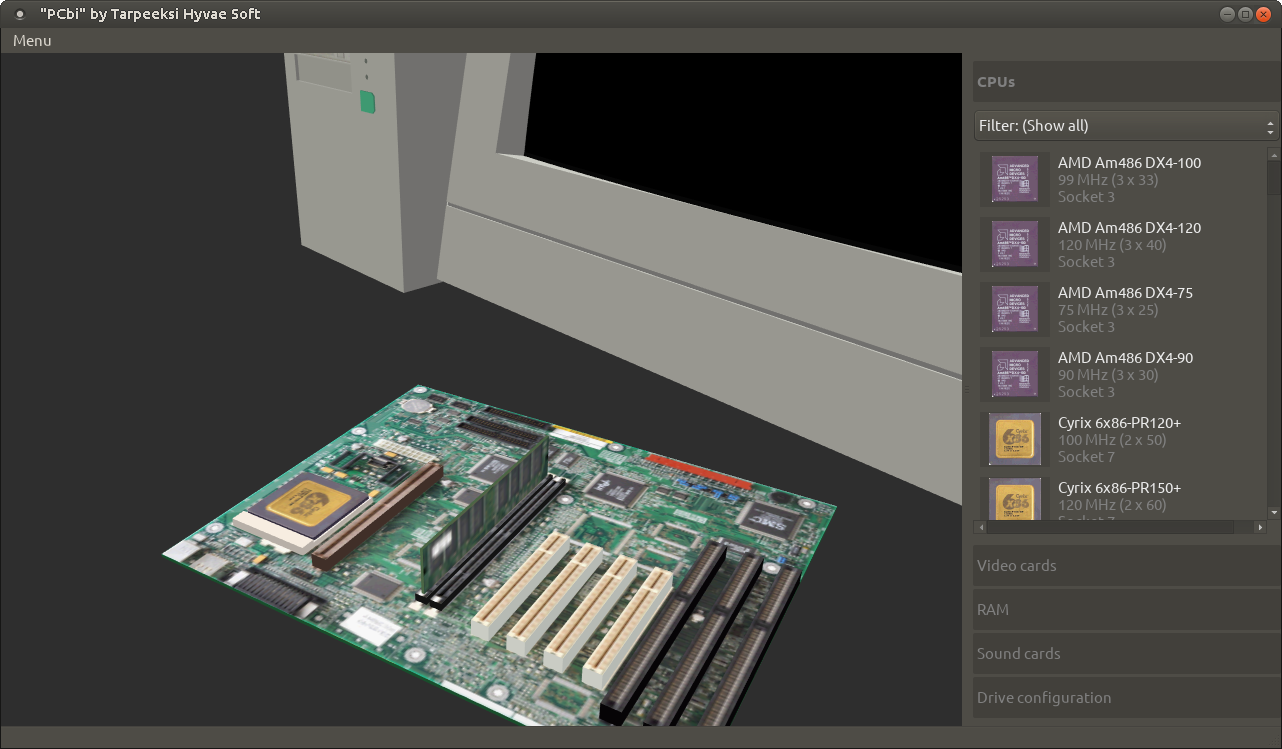 "PCbi" by Tarpeeksi Hyvae Soft
Menu
CPUs
Filter: (Show all)
AMD Am486 DX4-100
99 MHz (3 x 33)
Socket 3
AMD Am486 DX4-120
120 MHz (3 x 40)
Socket 3
AMD Am486 DX4-75
75 MHz (3 x 25)
Socket 3
AMD Am486 DX4-90
90 MHz (3 x 30)
Socket 3
Cyrix 6x86-PR120+
100 MHz (2 x 50)
Socket 7
Cyrix 6x86-PR150+
120 MHz (2 x 60)
Socket 7
Video cards
RAM
Sound cards
Drive configuration
SMC